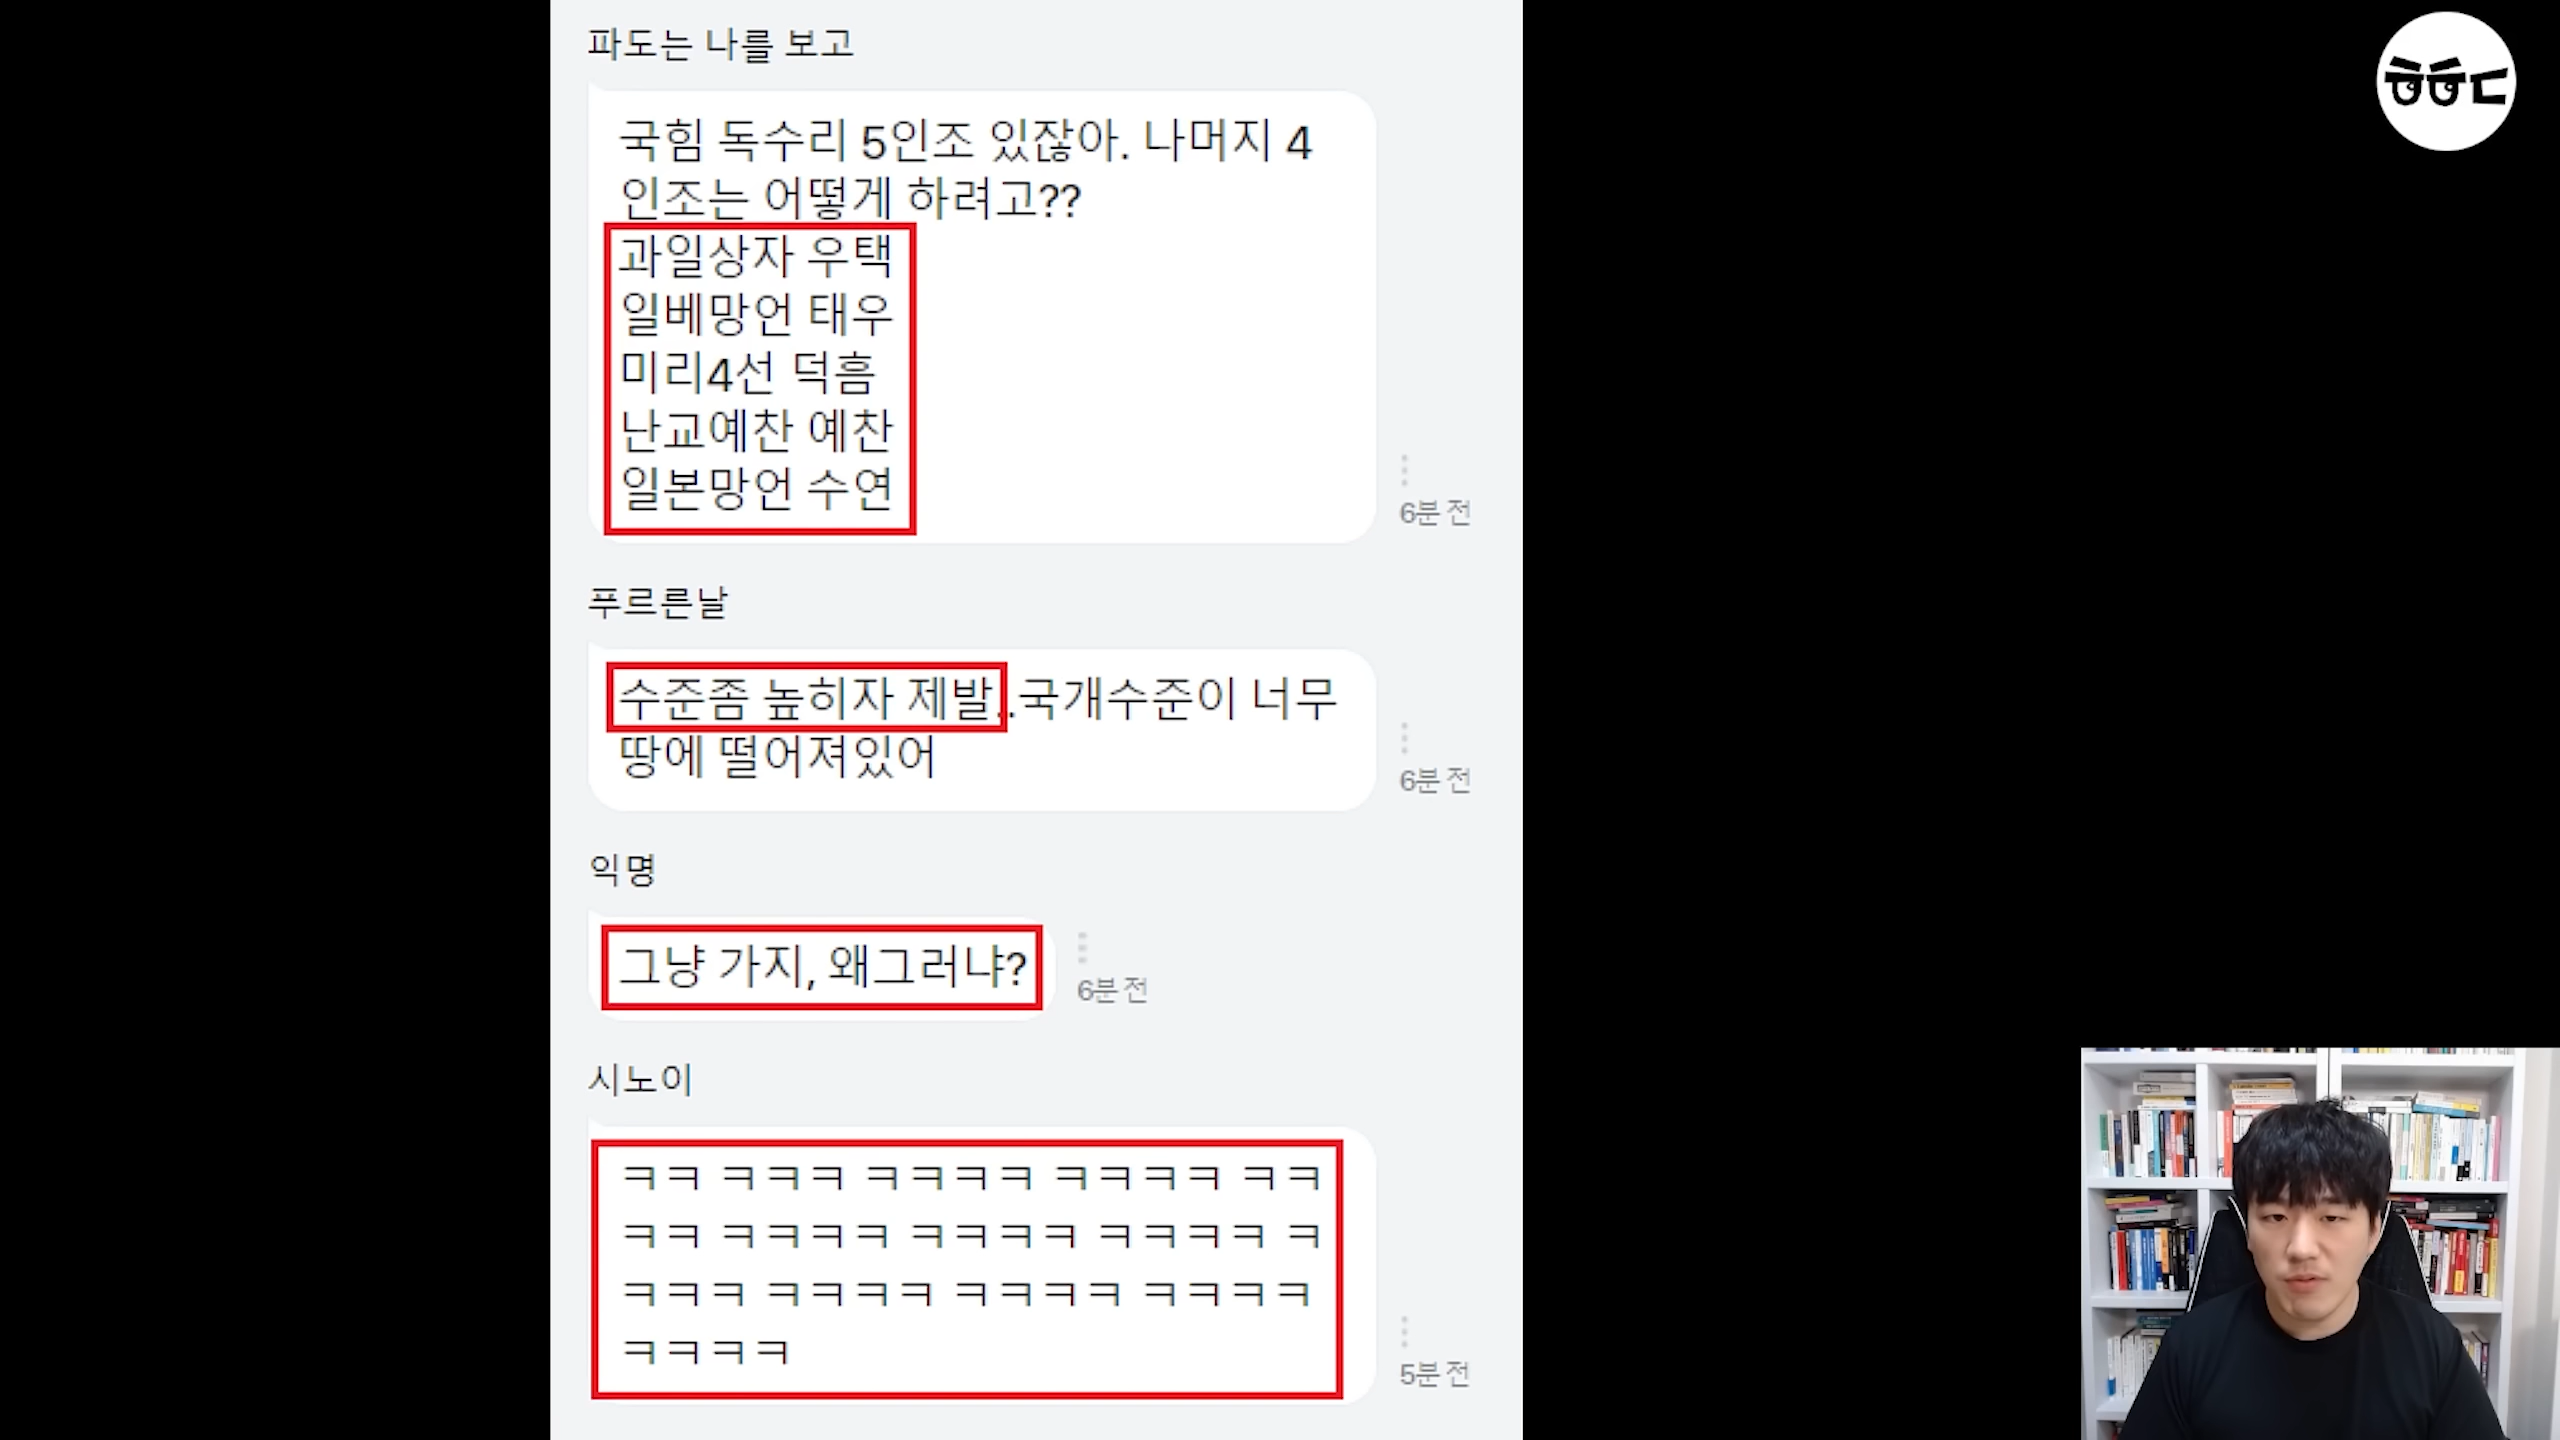 파도는 나를 보고
국힘 독수리 5인조 있잖아. 나머지 4
인조는 어떻게 하려고??
과일상자 우택
일베망언 태우
미리4선 덕흠
난교예찬 예찬
일본망언 수연
6분 전
푸르른날
수준좀 높히자 제발..국개수준이 너무
땅에 떨어져있어
6분 전
익명
그냥 가지, 왜그러냐?
6분 전
시노이
ㅋㅋ ㅋㅋㅋ ㅋㅋㅋㅋ ㅋㅋㅋㅋ ㅋㅋ
ㅋㅋ ㅋㅋㅋㅋ ㅋㅋㅋㅋ ㅋㅋㅋㅋ ㅋ
ㅋㅋㅋ ㅋㅋㅋㅋ ㅋㅋㅋㅋ ㅋㅋㅋㅋ
ㅋㅋㅋㅋ
5분 전
ㅎㅎㄷ